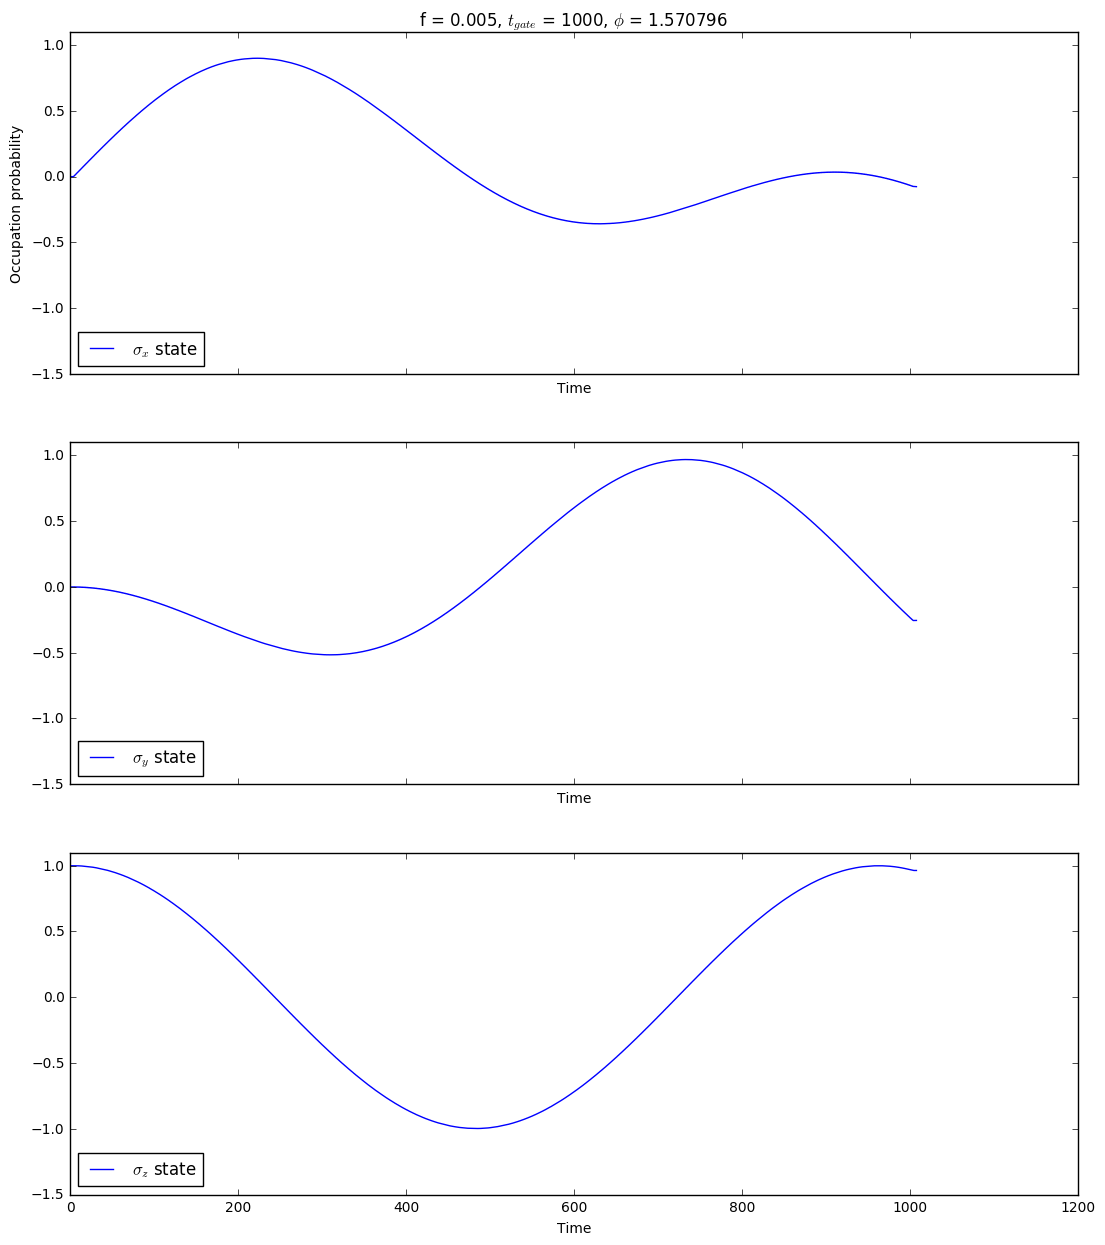 f = 0.005, t_gate = 1000, ϕ = 1.570796
1.0
0.5
0.0
−0.5
−1.0
−1.5
Occupation probability
σ_x state
Time
1.0
0.5
0.0
−0.5
−1.0
−1.5
σ_y state
Time
1.0
0.5
0.0
−0.5
−1.0
−1.5
σ_z state
0 200 400 600 800 1000 1200
Time